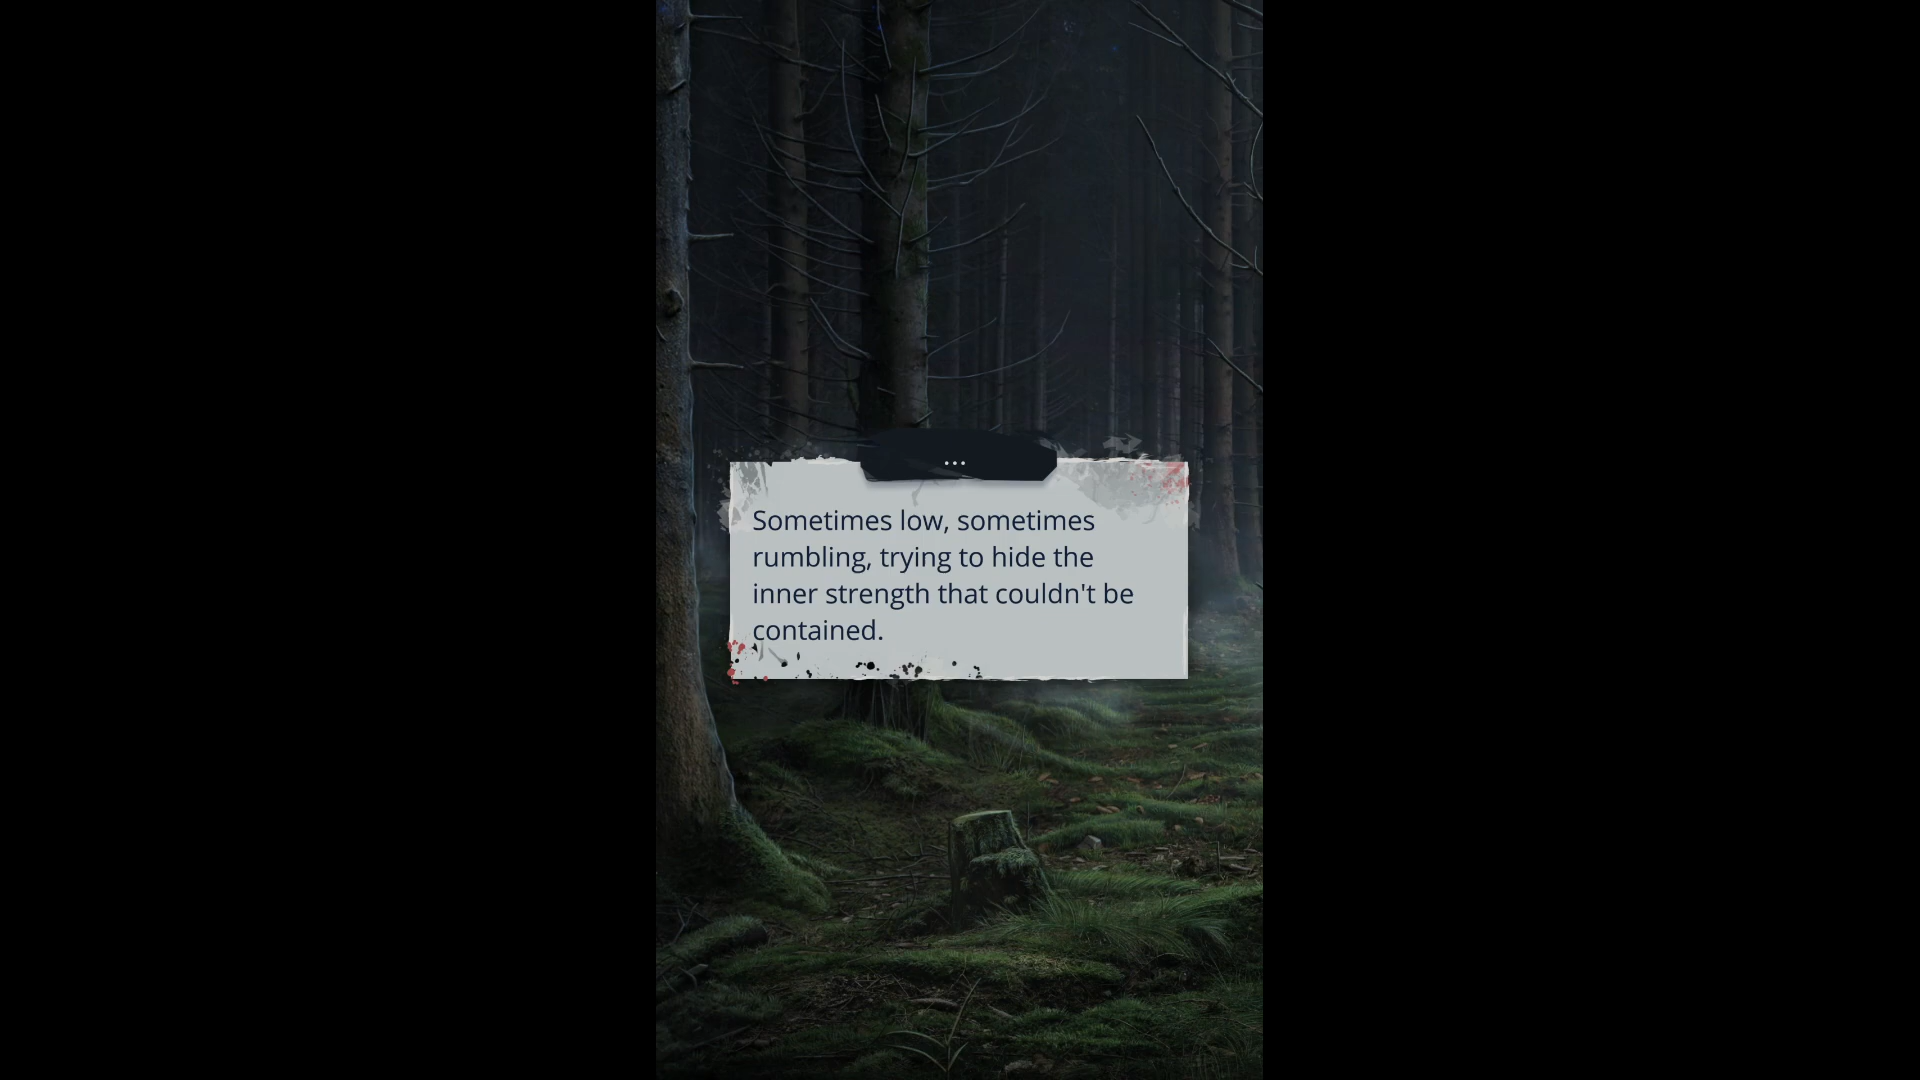 ...
Sometimes low, sometimes
rumbling, trying to hide the
inner strength that couldn't be
contained.